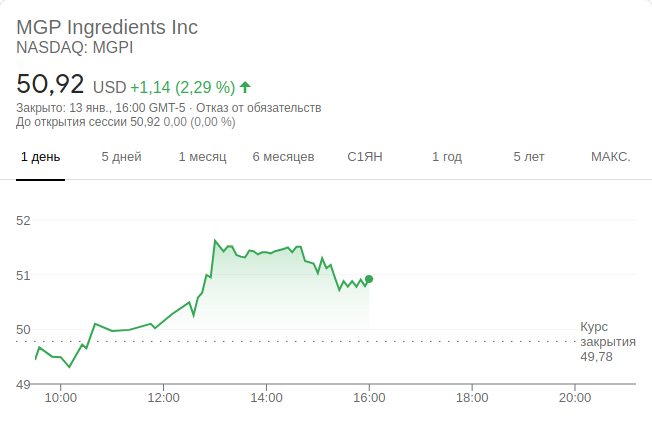 MGP Ingredients Inc
NASDAQ: MGPI
50,92 USD +1,14 (2,29 %)
Закрыто: 13 янв., 16:00 GMT-5 · Отказ от обязательств
До открытия сессии 50,92 0,00 (0,00 %)
1 день 5 дней 1 месяц 6 месяцев С1ЯН 1 год 5 лет МАКС.
52
51
50
Курс
закрытия
49,78
49
10:00 12:00 14:00 16:00 18:00 20:00